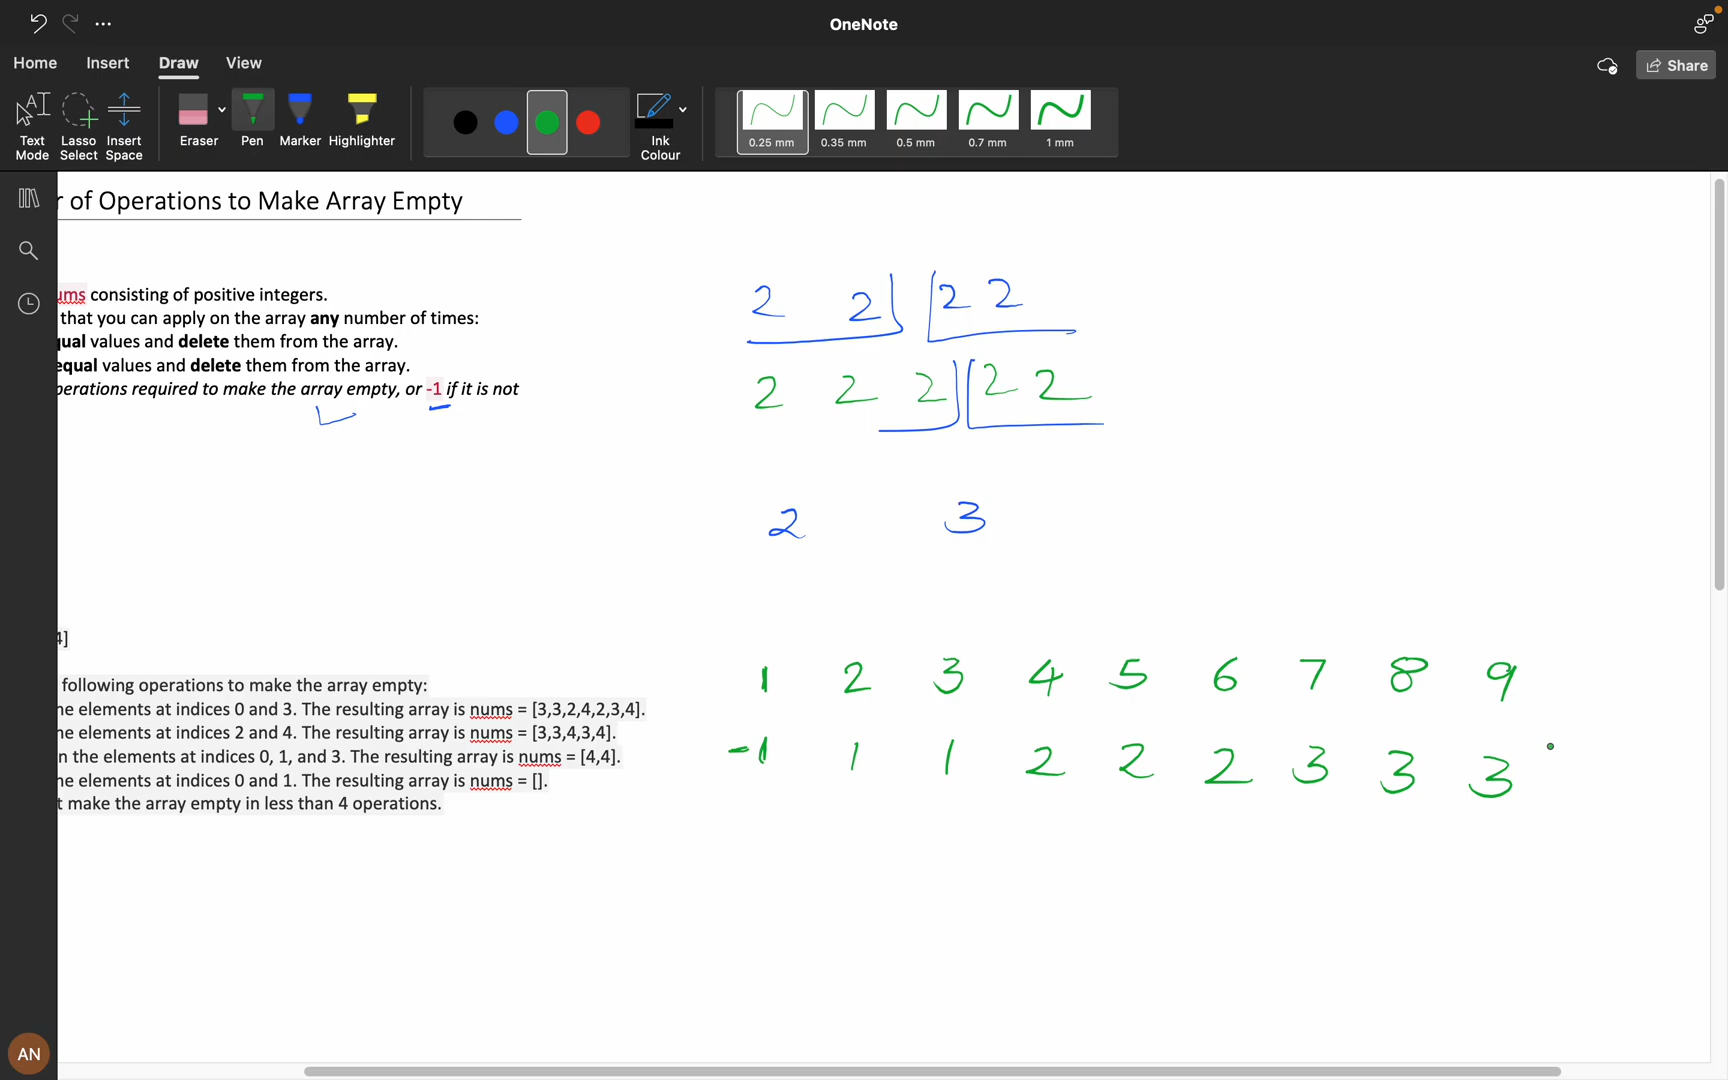 OneNote
Home Insert Draw View
Share
Text Mode
Lasso Select
Insert Space
Eraser
Pen
Marker
Highlighter
Ink Colour
0.25 mm
0.35 mm
0.5 mm
0.7 mm
1 mm
r of Operations to Make Array Empty
ums consisting of positive integers.
that you can apply on the array any number of times:
qual values and delete them from the array.
equal values and delete them from the array.
perations required to make the array empty, or -1 if it is not
2 2 2 2
2 2 2 2 2
2 3
4]
following operations to make the array empty:
he elements at indices 0 and 3. The resulting array is nums = [3,3,2,4,2,3,4].
he elements at indices 2 and 4. The resulting array is nums = [3,3,4,3,4].
n the elements at indices 0, 1, and 3. The resulting array is nums = [4,4].
he elements at indices 0 and 1. The resulting array is nums = [].
t make the array empty in less than 4 operations.
1 2 3 4 5 6 7 8 9
-1 1 1 2 2 2 3 3 3
AN